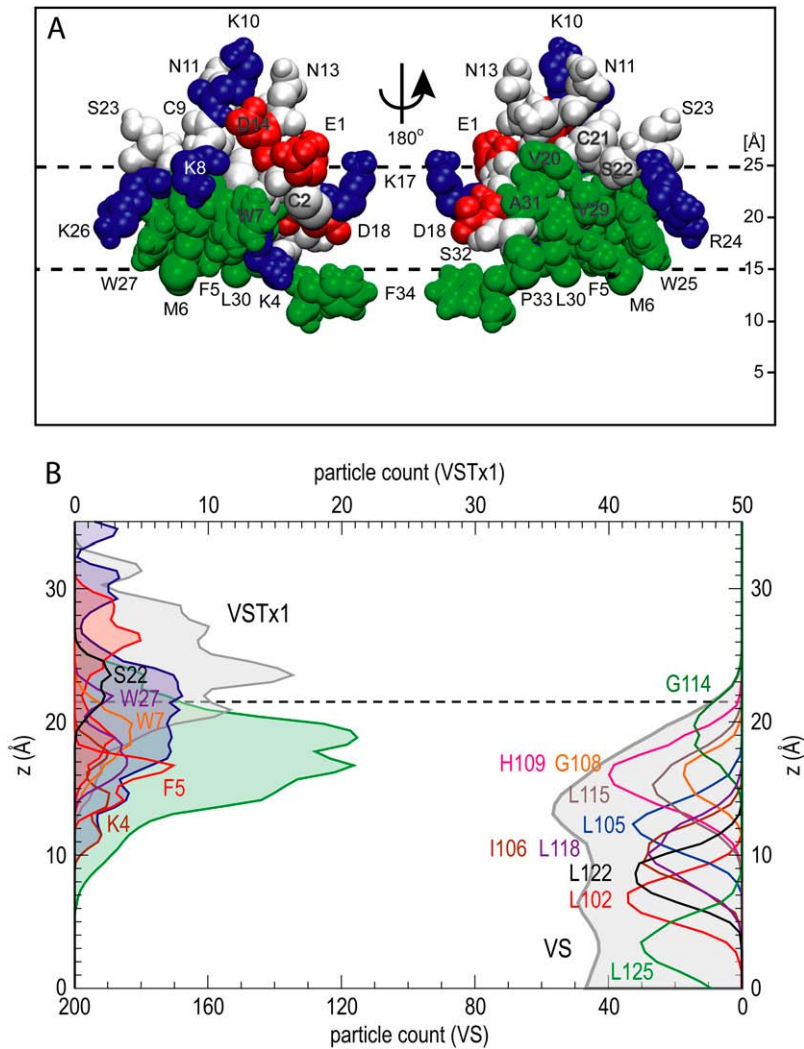 A
K10
K10
N11
N13
N13
N11
S23
C9
D14
E1
180°
E1
C21
S23
[Å]
K8
V20
S22
25
K17
C2
W7
A31
V29
20
K26
D18
D18
R24
S32
15
W27
F5
L30
K4
F34
P33
L30
F5
W25
M6
M6
10
5
B
particle count (VSTx1)
0 10 20 30 40 50
30
VSTx1
30
S22
G114
W27
20
W7
20
z (Å)
z (Å)
H109
G108
F5
L115
K4
L105
I106
L118
10
10
L122
L102
VS
L125
0
0
200 160 120 80 40 0
particle count (VS)